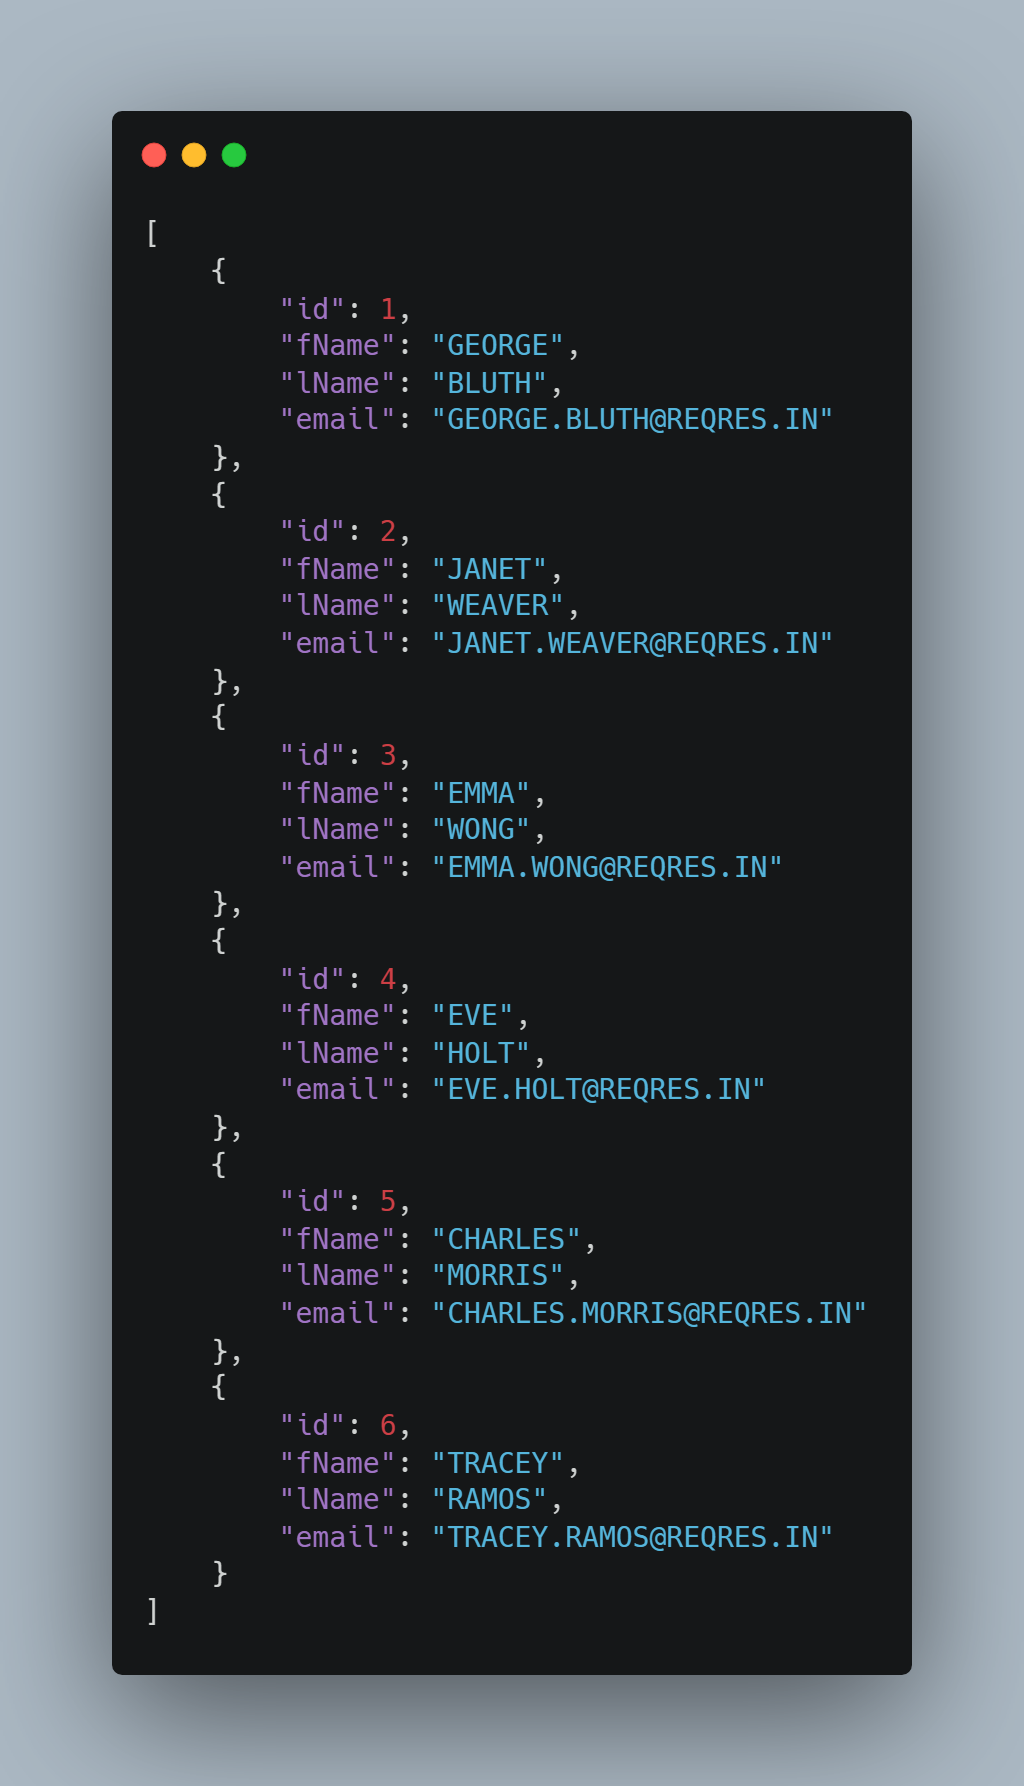 [
    {
        "id": 1,
        "fName": "GEORGE",
        "lName": "BLUTH",
        "email": "GEORGE.BLUTH@REQRES.IN"
    },
    {
        "id": 2,
        "fName": "JANET",
        "lName": "WEAVER",
        "email": "JANET.WEAVER@REQRES.IN"
    },
    {
        "id": 3,
        "fName": "EMMA",
        "lName": "WONG",
        "email": "EMMA.WONG@REQRES.IN"
    },
    {
        "id": 4,
        "fName": "EVE",
        "lName": "HOLT",
        "email": "EVE.HOLT@REQRES.IN"
    },
    {
        "id": 5,
        "fName": "CHARLES",
        "lName": "MORRIS",
        "email": "CHARLES.MORRIS@REQRES.IN"
    },
    {
        "id": 6,
        "fName": "TRACEY",
        "lName": "RAMOS",
        "email": "TRACEY.RAMOS@REQRES.IN"
    }
]